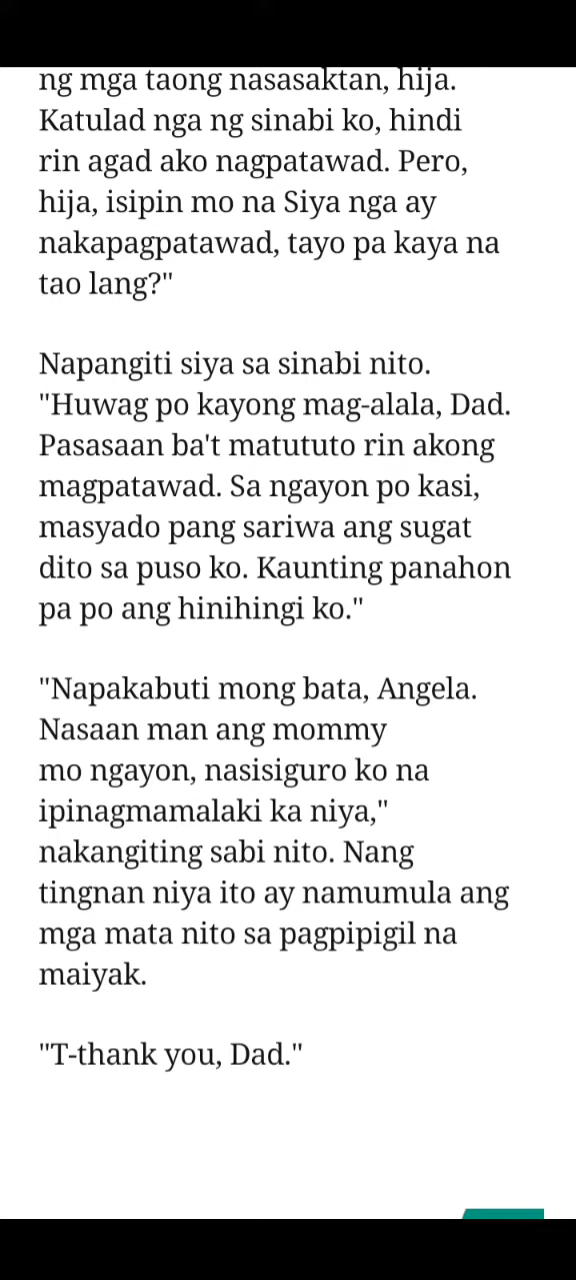 ng mga taong nasasaktan, hija.
Katulad nga ng sinabi ko, hindi
rin agad ako nagpatawad. Pero,
hija, isipin mo na Siya nga ay
nakapagpatawad, tayo pa kaya na
tao lang?"
Napangiti siya sa sinabi nito.
"Huwag po kayong mag-alala, Dad.
Pasasaan ba't matututo rin akong
magpatawad. Sa ngayon po kasi,
masyado pang sariwa ang sugat
dito sa puso ko. Kaunting panahon
pa po ang hinihingi ko."
"Napakabuti mong bata, Angela.
Nasaan man ang mommy
mo ngayon, nasisiguro ko na
ipinagmamalaki ka niya,"
nakangiting sabi nito. Nang
tingnan niya ito ay namumula ang
mga mata nito sa pagpipigil na
maiyak.
"T-thank you, Dad."